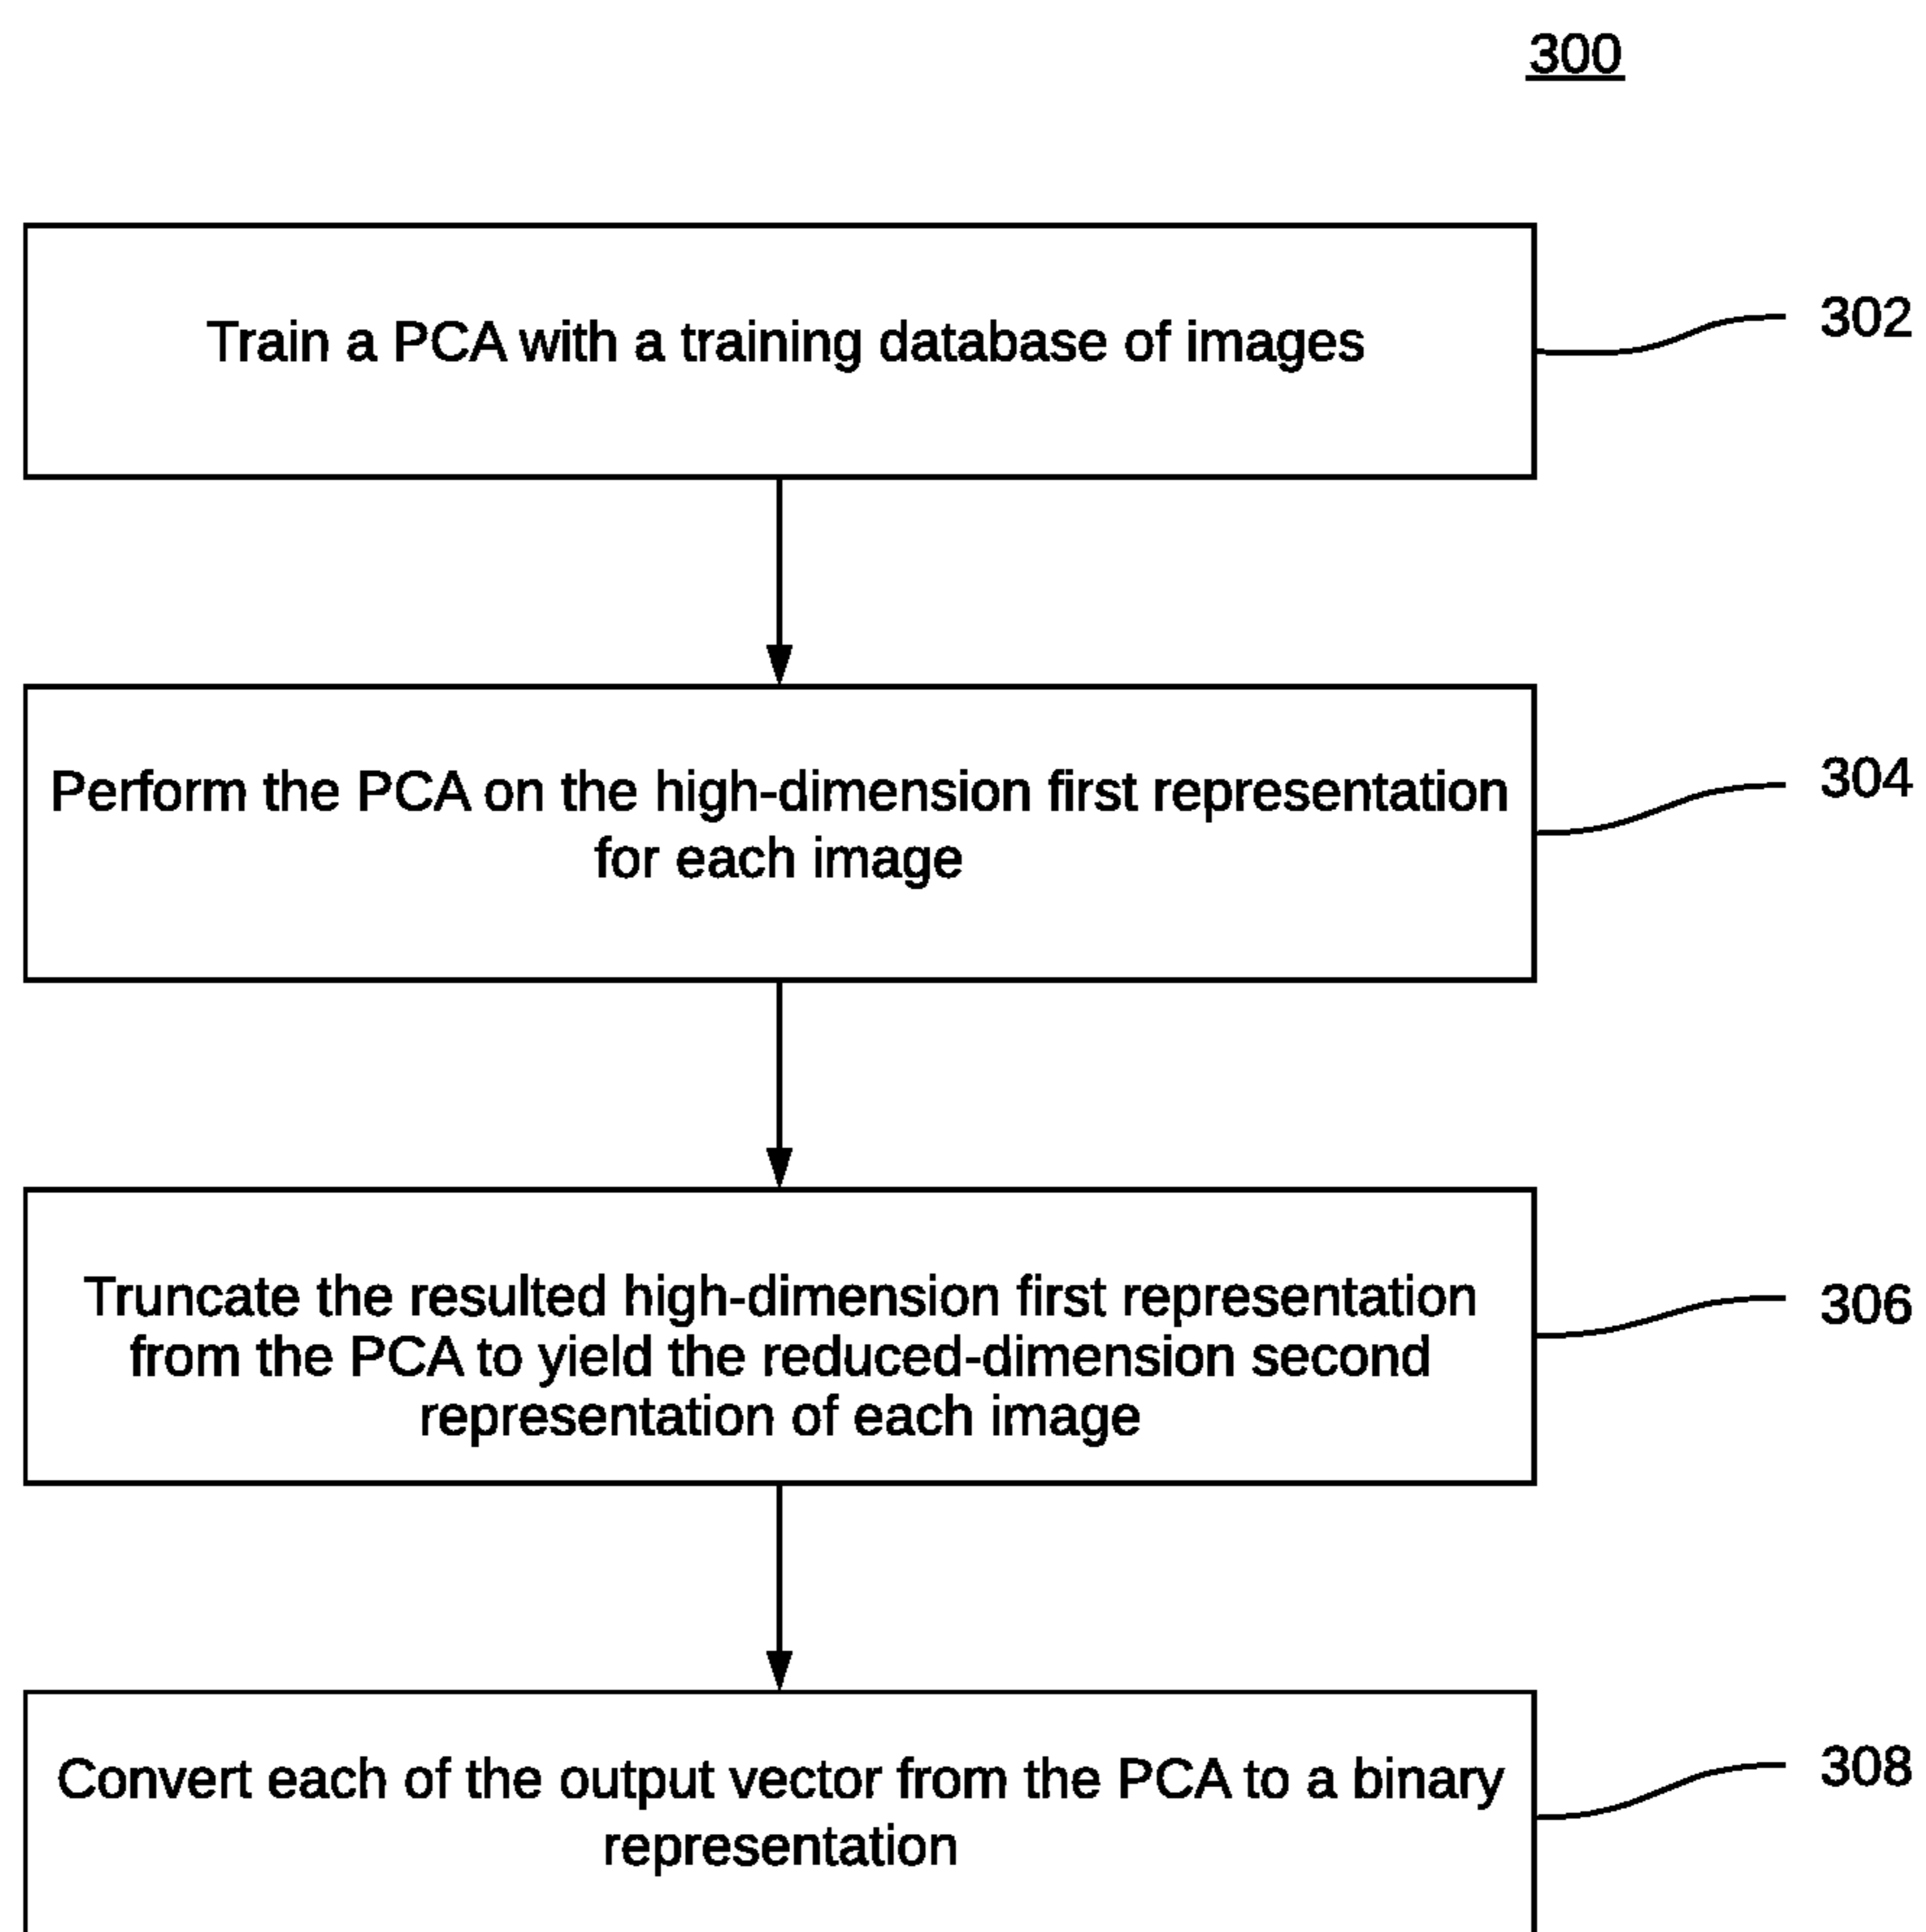 300
Train a PCA with a training database of images
302
Perform the PCA on the high-dimension first representation
for each image
304
Truncate the resulted high-dimension first representation
from the PCA to yield the reduced-dimension second
representation of each image
306
Convert each of the output vector from the PCA to a binary
representation
308